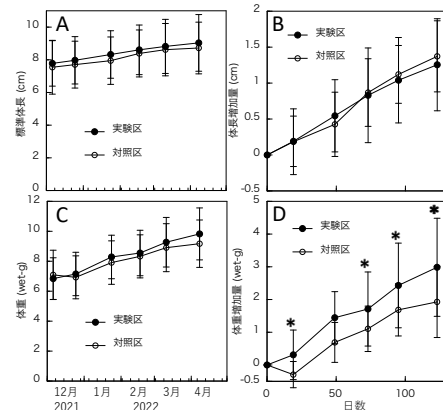 A
標準体長 (cm)
10
8
6
4
2
0
実験区
対照区
B
体長増加量 (cm)
2
1.5
1
0.5
0
-0.5
実験区
対照区
0
50
100
C
体重 (wet-g)
12
10
8
6
4
2
0
実験区
対照区
12月
1月
2月
3月
4月
2021
2022
D
体重増加量 (wet-g)
5
4
3
2
1
0
-1
実験区
対照区
*
*
*
*
0
50
100
日数